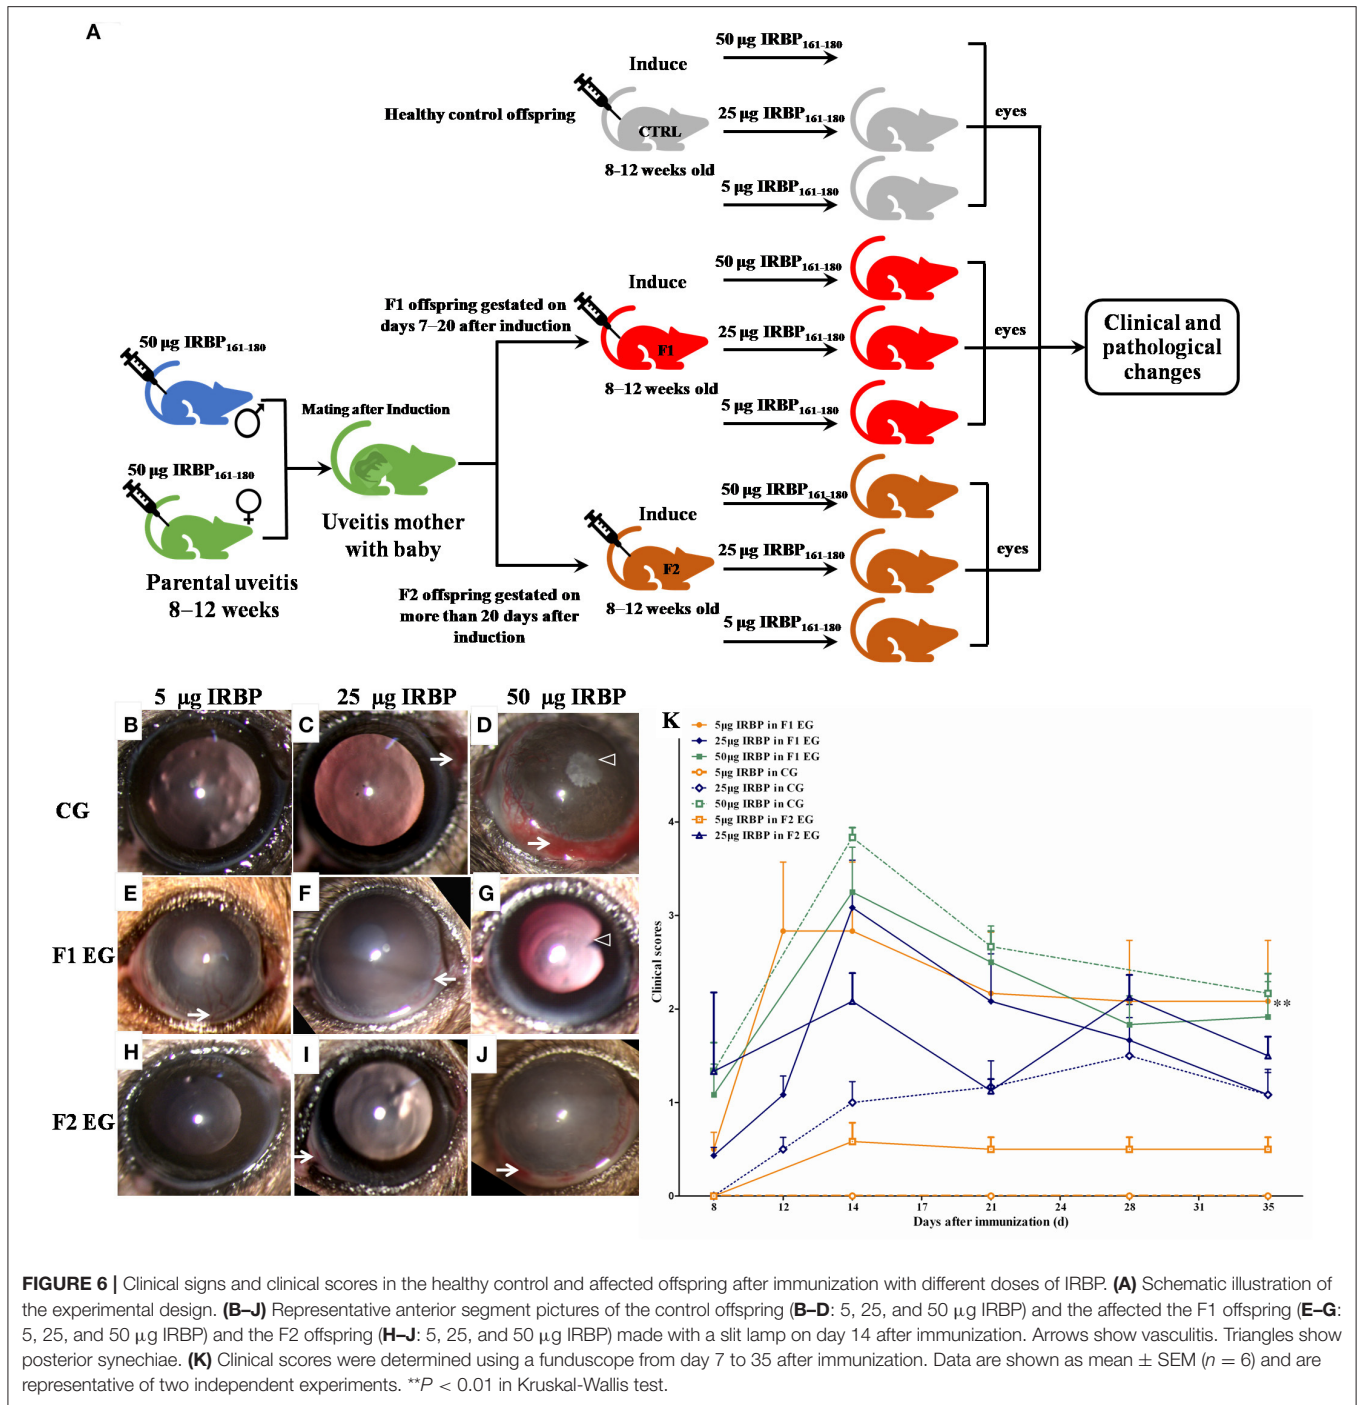 A
50 µg IRBP161-180
Induce
Healthy control offspring
25 µg IRBP161-180
eyes
CTRL
8–12 weeks old
5 µg IRBP161-180
50 µg IRBP161-180
Induce
F1 offspring gestated on
days 7–20 after induction
25 µg IRBP161-180
eyes
F1
8–12 weeks old
5 µg IRBP161-180
Clinical and
pathological
changes
50 µg IRBP161-180
Mating after Induction
50 µg IRBP161-180
Uveitis mother
with baby
Parental uveitis
8–12 weeks
50 µg IRBP161-180
Induce
25 µg IRBP161-180
eyes
F2
F2 offspring gestated on
more than 20 days after
induction
8–12 weeks old
5 µg IRBP161-180
5 µg IRBP
25 µg IRBP
50 µg IRBP
B
C
D
CG
E
F
G
F1 EG
H
I
J
F2 EG
K
5µg IRBP in F1 EG
25µg IRBP in F1 EG
50µg IRBP in F1 EG
5µg IRBP in CG
25µg IRBP in CG
50µg IRBP in CG
5µg IRBP in F2 EG
25µg IRBP in F2 EG
4
3
2
1
0
Clinical scores
**
8 12 14 17 21 24 28 31 35
Days after immunization (d)
FIGURE 6 | Clinical signs and clinical scores in the healthy control and affected offspring after immunization with different doses of IRBP. (A) Schematic illustration of
the experimental design. (B–J) Representative anterior segment pictures of the control offspring (B–D: 5, 25, and 50 µg IRBP) and the affected the F1 offspring (E–G:
5, 25, and 50 µg IRBP) and the F2 offspring (H–J: 5, 25, and 50 µg IRBP) made with a slit lamp on day 14 after immunization. Arrows show vasculitis. Triangles show
posterior synechiae. (K) Clinical scores were determined using a funduscope from day 7 to 35 after immunization. Data are shown as mean ± SEM (n = 6) and are
representative of two independent experiments. **P < 0.01 in Kruskal-Wallis test.